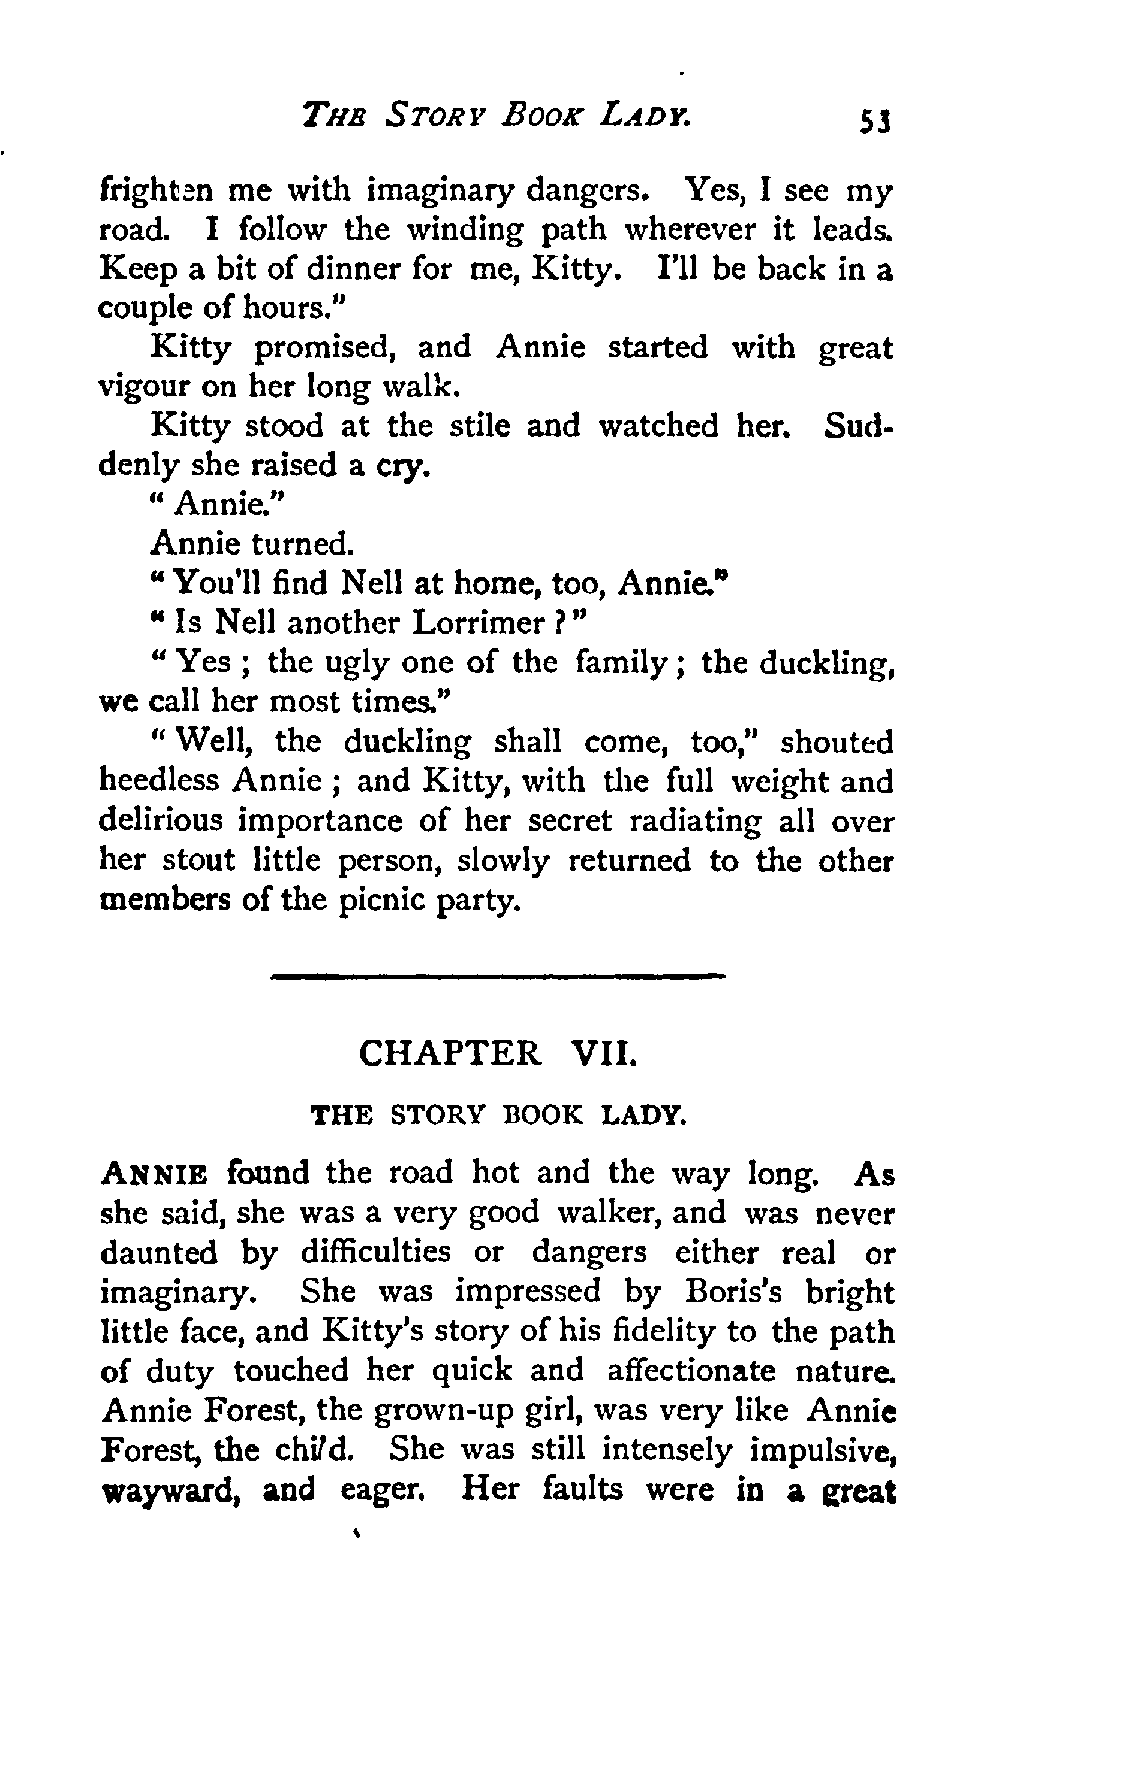 THE STORY BOOK LADY. 53
frighten me with imaginary dangers. Yes, I see my
road. I follow the winding path wherever it leads.
Keep a bit of dinner for me, Kitty. I'll be back in a
couple of hours."
Kitty promised, and Annie started with great
vigour on her long walk.
Kitty stood at the stile and watched her. Sud-
denly she raised a cry.
" Annie."
Annie turned.
" You'll find Nell at home, too, Annie."
" Is Nell another Lorrimer ? "
" Yes ; the ugly one of the family ; the duckling,
we call her most times."
" Well, the duckling shall come, too," shouted
heedless Annie ; and Kitty, with the full weight and
delirious importance of her secret radiating all over
her stout little person, slowly returned to the other
members of the picnic party.
CHAPTER VII.
THE STORY BOOK LADY.
ANNIE found the road hot and the way long. As
she said, she was a very good walker, and was never
daunted by difficulties or dangers either real or
imaginary. She was impressed by Boris's bright
little face, and Kitty's story of his fidelity to the path
of duty touched her quick and affectionate nature.
Annie Forest, the grown-up girl, was very like Annie
Forest, the child. She was still intensely impulsive,
wayward, and eager. Her faults were in a great